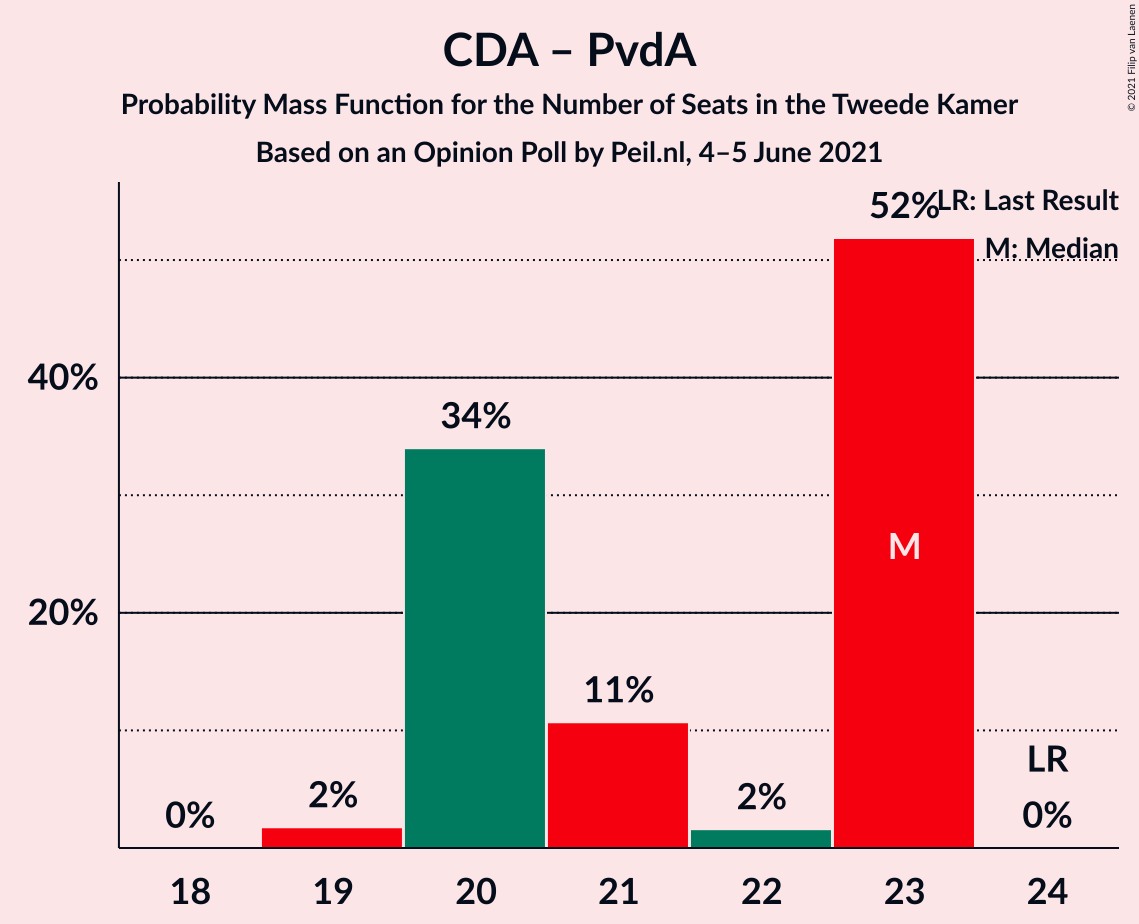 CDA – PvdA
Probability Mass Function for the Number of Seats in the Tweede Kamer
Based on an Opinion Poll by Peil.nl, 4–5 June 2021
© 2021 Filip van Laenen
LR: Last Result
M: Median
52%
40%
34%
M
20%
11%
LR
0%
2%
2%
0%
18 19 20 21 22 23 24